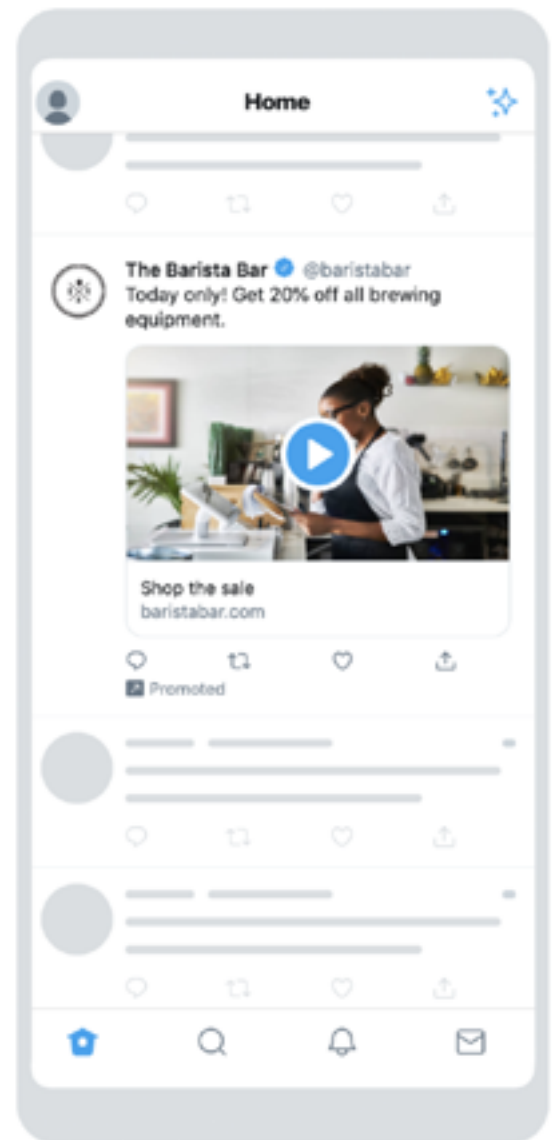 Home
The Barista Bar @baristabar
Today only! Get 20% off all brewing
equipment.
Shop the sale
baristabar.com
Promoted